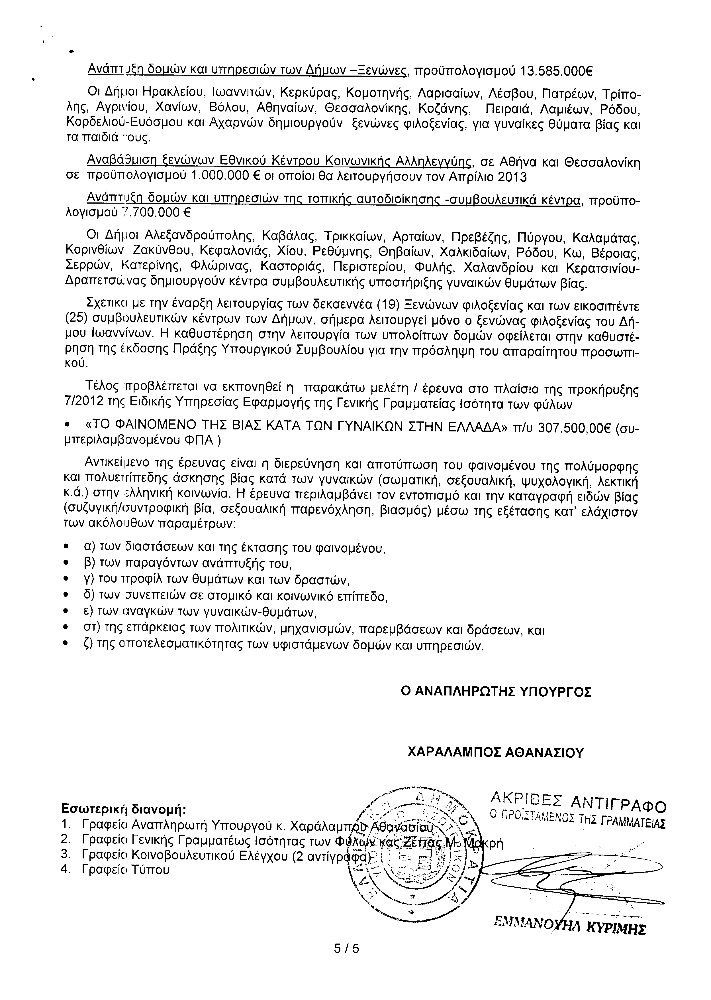 Ανάπτυξη δομών και υπηρεσιών των Δήμων –Ξενώνες, προϋπολογισμού 13.585.000€
Οι Δήμοι Ηρακλείου, Ιωαννιτών, Κερκύρας, Κομοτηνής, Λαρισαίων, Λέσβου, Πατρέων, Τρίπο-
λης, Αγρινίου, Χανίων, Βόλου, Αθηναίων, Θεσσαλονίκης, Κοζάνης, Πειραιά, Λαμιέων, Ρόδου,
Κορδελιού-Ευόσμου και Αχαρνών δημιουργούν ξενώνες φιλοξενίας, για γυναίκες θύματα βίας και
τα παιδιά τους.
Αναβάθμιση ξενώνων Εθνικού Κέντρου Κοινωνικής Αλληλεγγύης, σε Αθήνα και Θεσσαλονίκη
σε προϋπολογισμού 1.000.000 € οι οποίοι θα λειτουργήσουν τον Απρίλιο 2013
Ανάπτυξη δομών και υπηρεσιών της τοπικής αυτοδιοίκησης -συμβουλευτικά κέντρα, προϋπο-
λογισμού 7.700.000 €
Οι Δήμοι Αλεξανδρούπολης, Καβάλας, Τρικκαίων, Αρταίων, Πρεβέζης, Πύργου, Καλαμάτας,
Κορινθίων, Ζακύνθου, Κεφαλονιάς, Χίου, Ρεθύμνης, Θηβαίων, Χαλκιδαίων, Ρόδου, Κω, Βέροιας,
Σερρών, Κατερίνης, Φλώρινας, Καστοριάς, Περιστερίου, Φυλής, Χαλανδρίου και Κερατσινίου-
Δραπετσώνας δημιουργούν κέντρα συμβουλευτικής υποστήριξης γυναικών θυμάτων βίας.
Σχετικά με την έναρξη λειτουργίας των δεκαεννέα (19) Ξενώνων φιλοξενίας και των εικοσιπέντε
(25) συμβουλευτικών κέντρων των Δήμων, σήμερα λειτουργεί μόνο ο ξενώνας φιλοξενίας του Δή-
μου Ιωαννίνων. Η καθυστέρηση στην λειτουργία των υπολοίπων δομών οφείλεται στην καθυστέ-
ρηση της έκδοσης Πράξης Υπουργικού Συμβουλίου για την πρόσληψη του απαραίτητου προσωπι-
κού.
Τέλος προβλέπεται να εκπονηθεί η παρακάτω μελέτη / έρευνα στο πλαίσιο της προκήρυξης
7/2012 της Ειδικής Υπηρεσίας Εφαρμογής της Γενικής Γραμματείας Ισότητα των φύλων
• «ΤΟ ΦΑΙΝΟΜΕΝΟ ΤΗΣ ΒΙΑΣ ΚΑΤΑ ΤΩΝ ΓΥΝΑΙΚΩΝ ΣΤΗΝ ΕΛΛΑΔΑ» π/υ 307.500,00€ (συ-
μπεριλαμβανομένου ΦΠΑ )
Αντικείμενο της έρευνας είναι η διερεύνηση και αποτύπωση του φαινομένου της πολύμορφης
και πολυεπίπεδης άσκησης βίας κατά των γυναικών (σωματική, σεξουαλική, ψυχολογική, λεκτική
κ.ά.) στην ελληνική κοινωνία. Η έρευνα περιλαμβάνει τον εντοπισμό και την καταγραφή ειδών βίας
(συζυγική/συντροφική βία, σεξουαλική παρενόχληση, βιασμός) μέσω της εξέτασης κατ' ελάχιστον
των ακόλουθων παραμέτρων:
• α) των διαστάσεων και της έκτασης του φαινομένου,
• β) των παραγόντων ανάπτυξής του,
• γ) του προφίλ των θυμάτων και των δραστών,
• δ) των συνεπειών σε ατομικό και κοινωνικό επίπεδο,
• ε) των αναγκών των γυναικών-θυμάτων,
• στ) της επάρκειας των πολιτικών, μηχανισμών, παρεμβάσεων και δράσεων, και
• ζ) της αποτελεσματικότητας των υφιστάμενων δομών και υπηρεσιών.
Ο ΑΝΑΠΛΗΡΩΤΗΣ ΥΠΟΥΡΓΟΣ
ΧΑΡΑΛΑΜΠΟΣ ΑΘΑΝΑΣΙΟΥ
ΑΚΡΙΒΕΣ ΑΝΤΙΓΡΑΦΟ
Ο ΠΡΟΪΣΤΑΜΕΝΟΣ ΤΗΣ ΓΡΑΜΜΑΤΕΙΑΣ
Εσωτερική διανομή:
1. Γραφείο Αναπληρωτή Υπουργού κ. Χαράλαμπου Αθανασίου
2. Γραφείο Γενικής Γραμματέως Ισότητας των Φύλων κας Ζέττας Μ. Μακρή
3. Γραφείο Κοινοβουλευτικού Ελέγχου (2 αντίγραφα)
4. Γραφείο Τύπου
ΕΛΛΗΝΙΚΗ ΔΗΜΟΚΡΑΤΙΑ
ΥΠΟΥΡΓΕΙΟ ΕΣΩΤΕΡΙΚΩΝ
ΕΜΜΑΝΟΥΗΛ ΚΥΡΙΜΗΣ
5 / 5